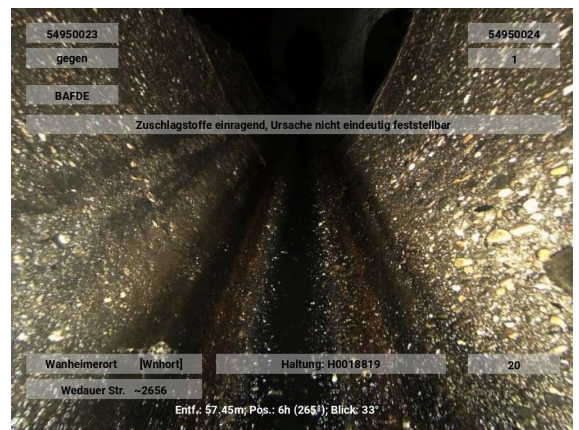 54950023
54950024
gegen
1
BAFDE
Zuschlagstoffe einragend, Ursache nicht eindeutig feststellbar
Wanheimerort [Wnhort]
Haltung: H0018819
20
Wedauer Str. ~2656
Entf.: 57.45m; Pos.: 6h (265°); Blick: 33°